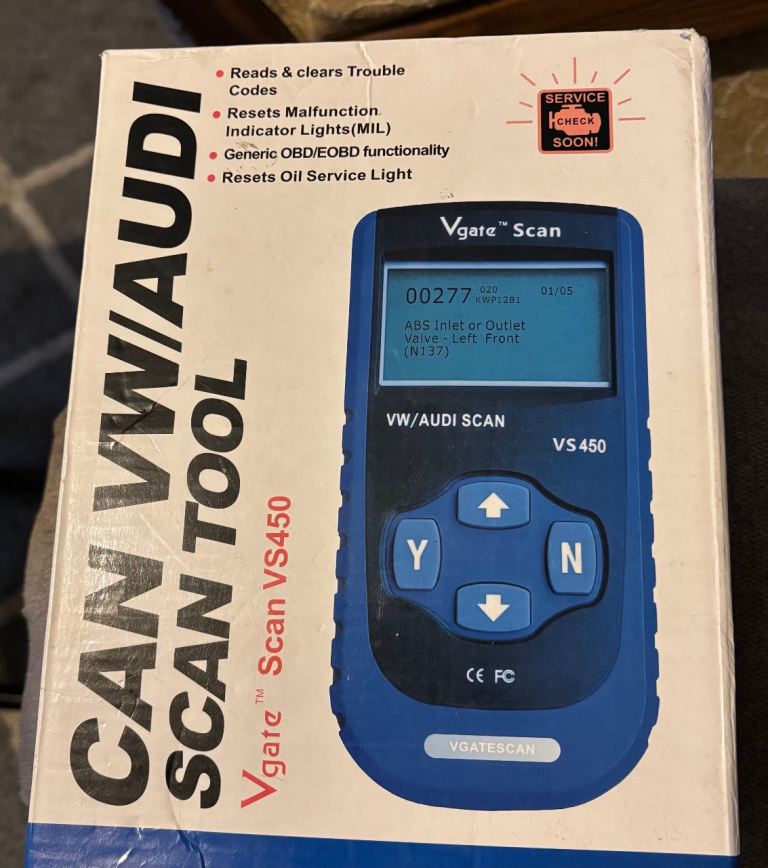 CAN VW/AUDI
SCAN TOOL
Vgate™ Scan VS450
• Reads & clears Trouble
Codes
• Resets Malfunction
Indicator Lights(MIL)
• Generic OBD/EOBD functionality
• Resets Oil Service Light
SERVICE
CHECK
SOON!
Vgate™ Scan
00277 -020 01/05
KWP1281
ABS Inlet or Outlet
Valve - Left Front
(N137)
VW/AUDI SCAN
VS450
Y N
CE FC
VGATESCAN